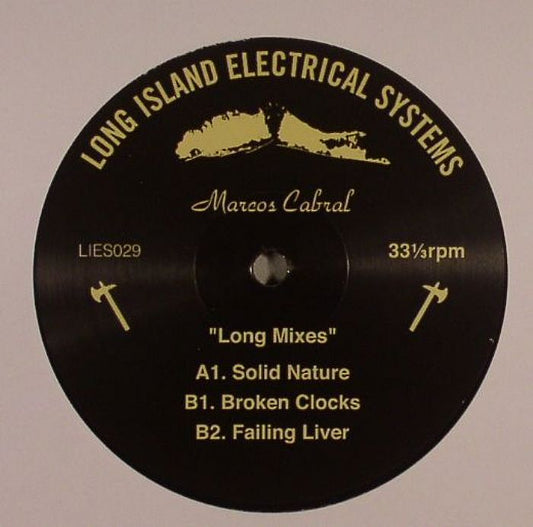 LONG ISLAND ELECTRICAL SYSTEMS
Marcos Cabral
LIES029
33⅓rpm
"Long Mixes"
A1. Solid Nature
B1. Broken Clocks
B2. Failing Liver